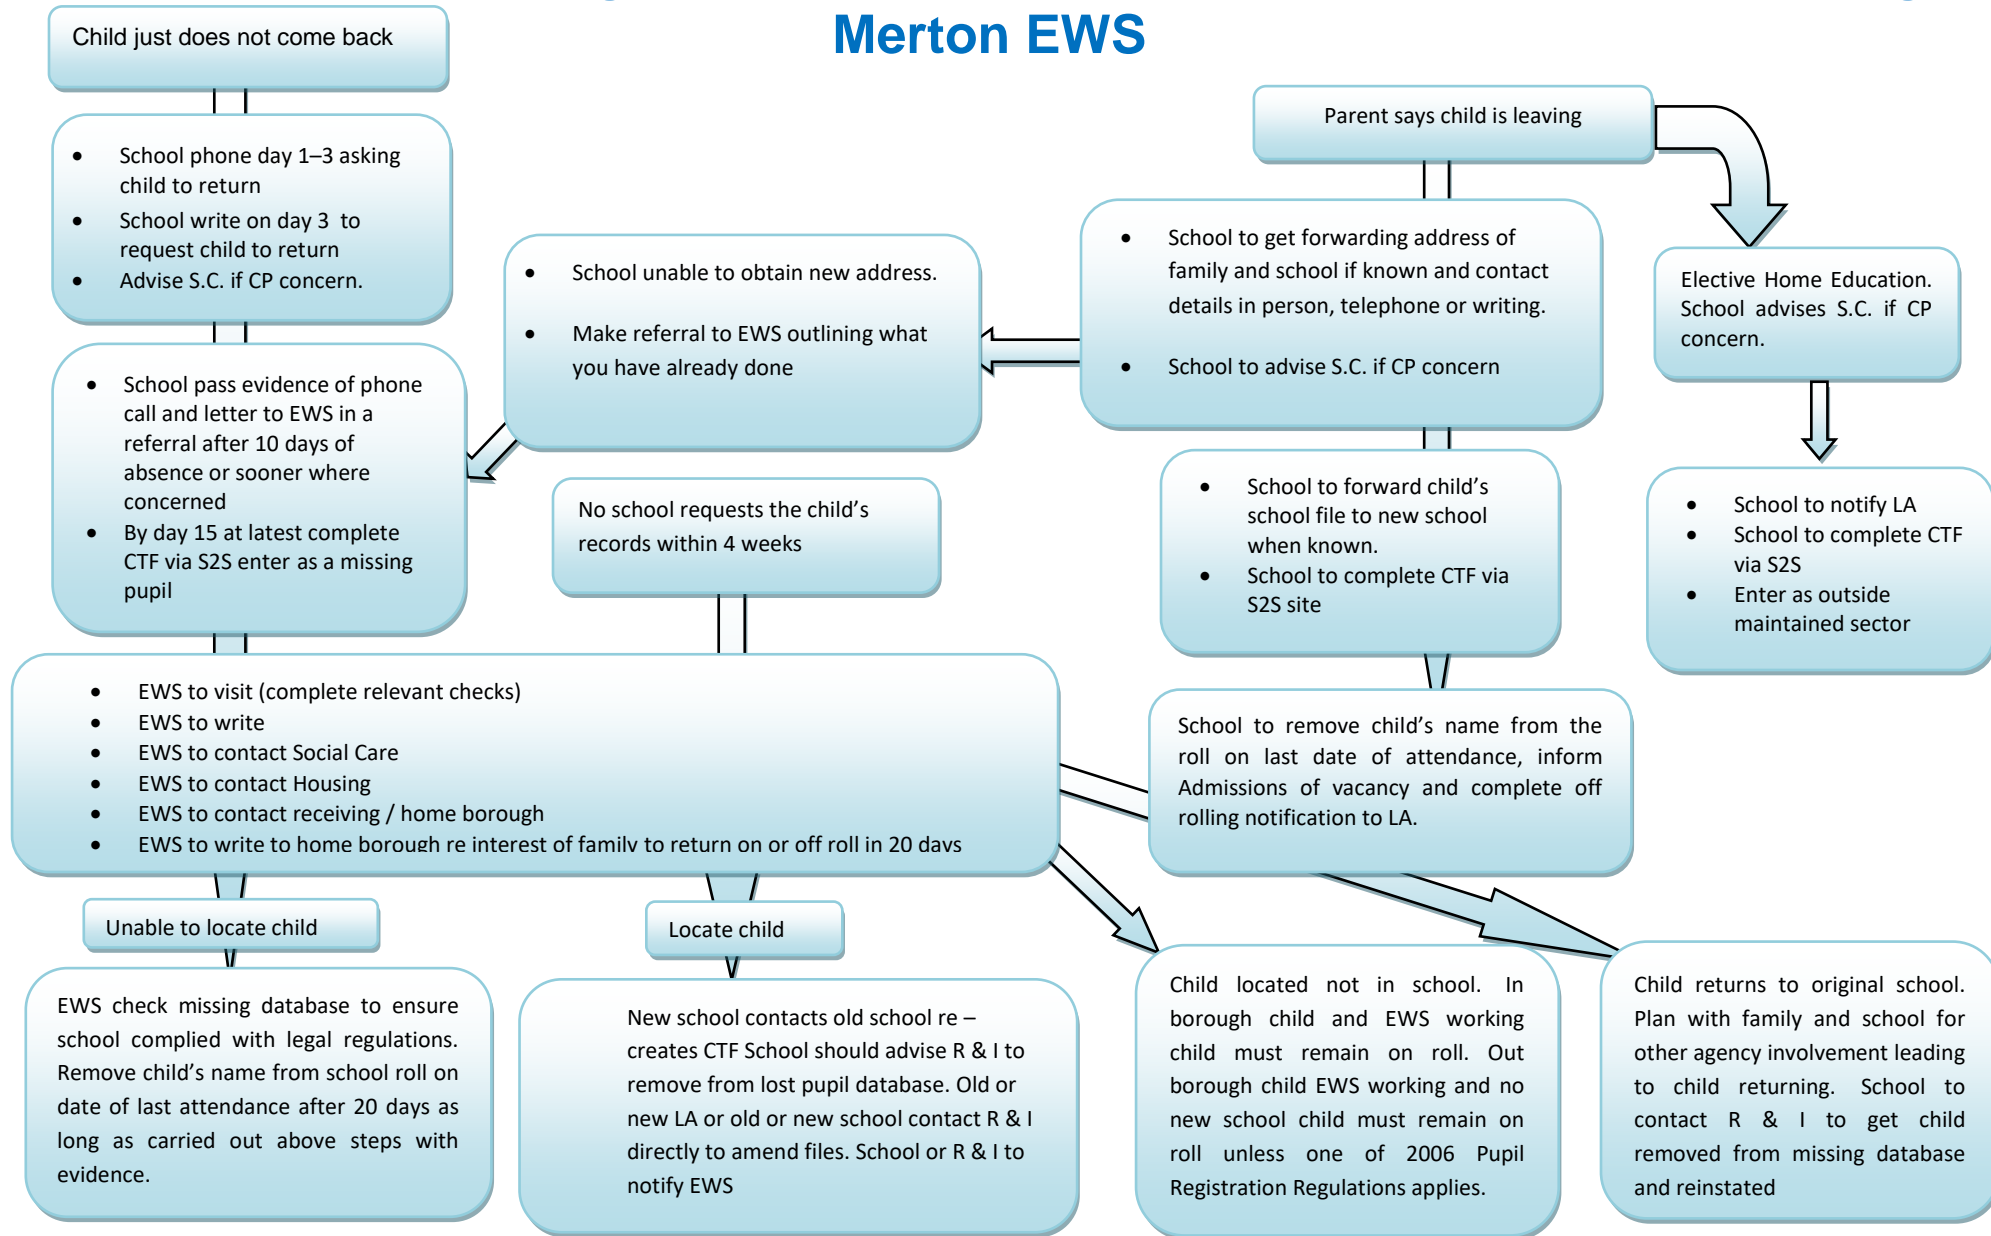 Merton EWS
Child just does not come back
• School phone day 1–3 asking
child to return
• School write on day 3 to
request child to return
• Advise S.C. if CP concern.
• School pass evidence of phone
call and letter to EWS in a
referral after 10 days of
absence or sooner where
concerned
• By day 15 at latest complete
CTF via S2S enter as a missing
pupil
• School unable to obtain new address.
• Make referral to EWS outlining what
you have already done
No school requests the child’s
records within 4 weeks
Parent says child is leaving
• School to get forwarding address of
family and school if known and contact
details in person, telephone or writing.
• School to advise S.C. if CP concern
• School to forward child’s
school file to new school
when known.
• School to complete CTF via
S2S site
School to remove child’s name from the
roll on last date of attendance, inform
Admissions of vacancy and complete off
rolling notification to LA.
Elective Home Education.
School advises S.C. if CP
concern.
• School to notify LA
• School to complete CTF
via S2S
• Enter as outside
maintained sector
• EWS to visit (complete relevant checks)
• EWS to write
• EWS to contact Social Care
• EWS to contact Housing
• EWS to contact receiving / home borough
• EWS to write to home borough re interest of family to return on or off roll in 20 days
Unable to locate child
EWS check missing database to ensure
school complied with legal regulations.
Remove child’s name from school roll on
date of last attendance after 20 days as
long as carried out above steps with
evidence.
Locate child
New school contacts old school re –
creates CTF School should advise R & I to
remove from lost pupil database. Old or
new LA or old or new school contact R & I
directly to amend files. School or R & I to
notify EWS
Child located not in school. In
borough child and EWS working
child must remain on roll. Out
borough child EWS working and no
new school child must remain on
roll unless one of 2006 Pupil
Registration Regulations applies.
Child returns to original school.
Plan with family and school for
other agency involvement leading
to child returning. School to
contact R & I to get child
removed from missing database
and reinstated